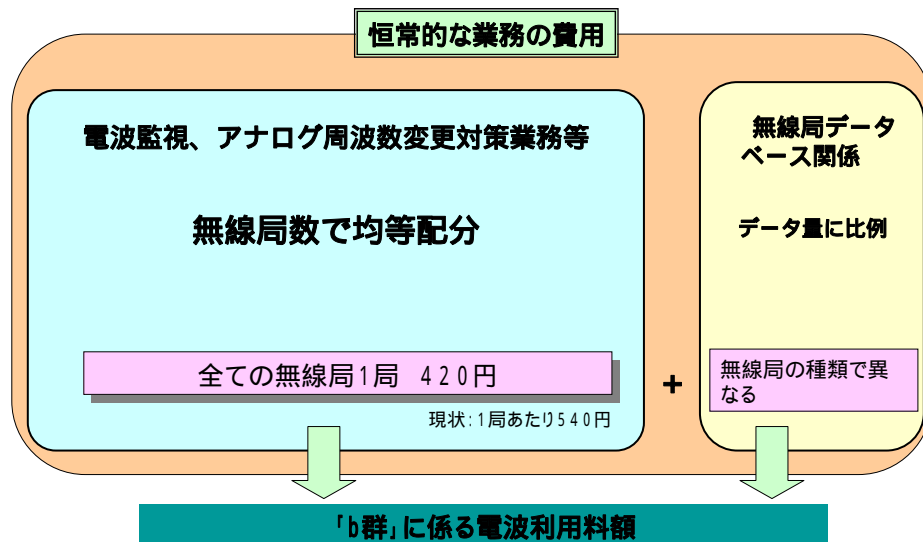 恒常的な業務の費用
電波監視、アナログ周波数変更対策業務等
無線局数で均等配分
全ての無線局1局 420円
現状:1局あたり540円
+
無線局データ
ベース関係
データ量に比例
無線局の種類で異
なる
「b群」に係る電波利用料額